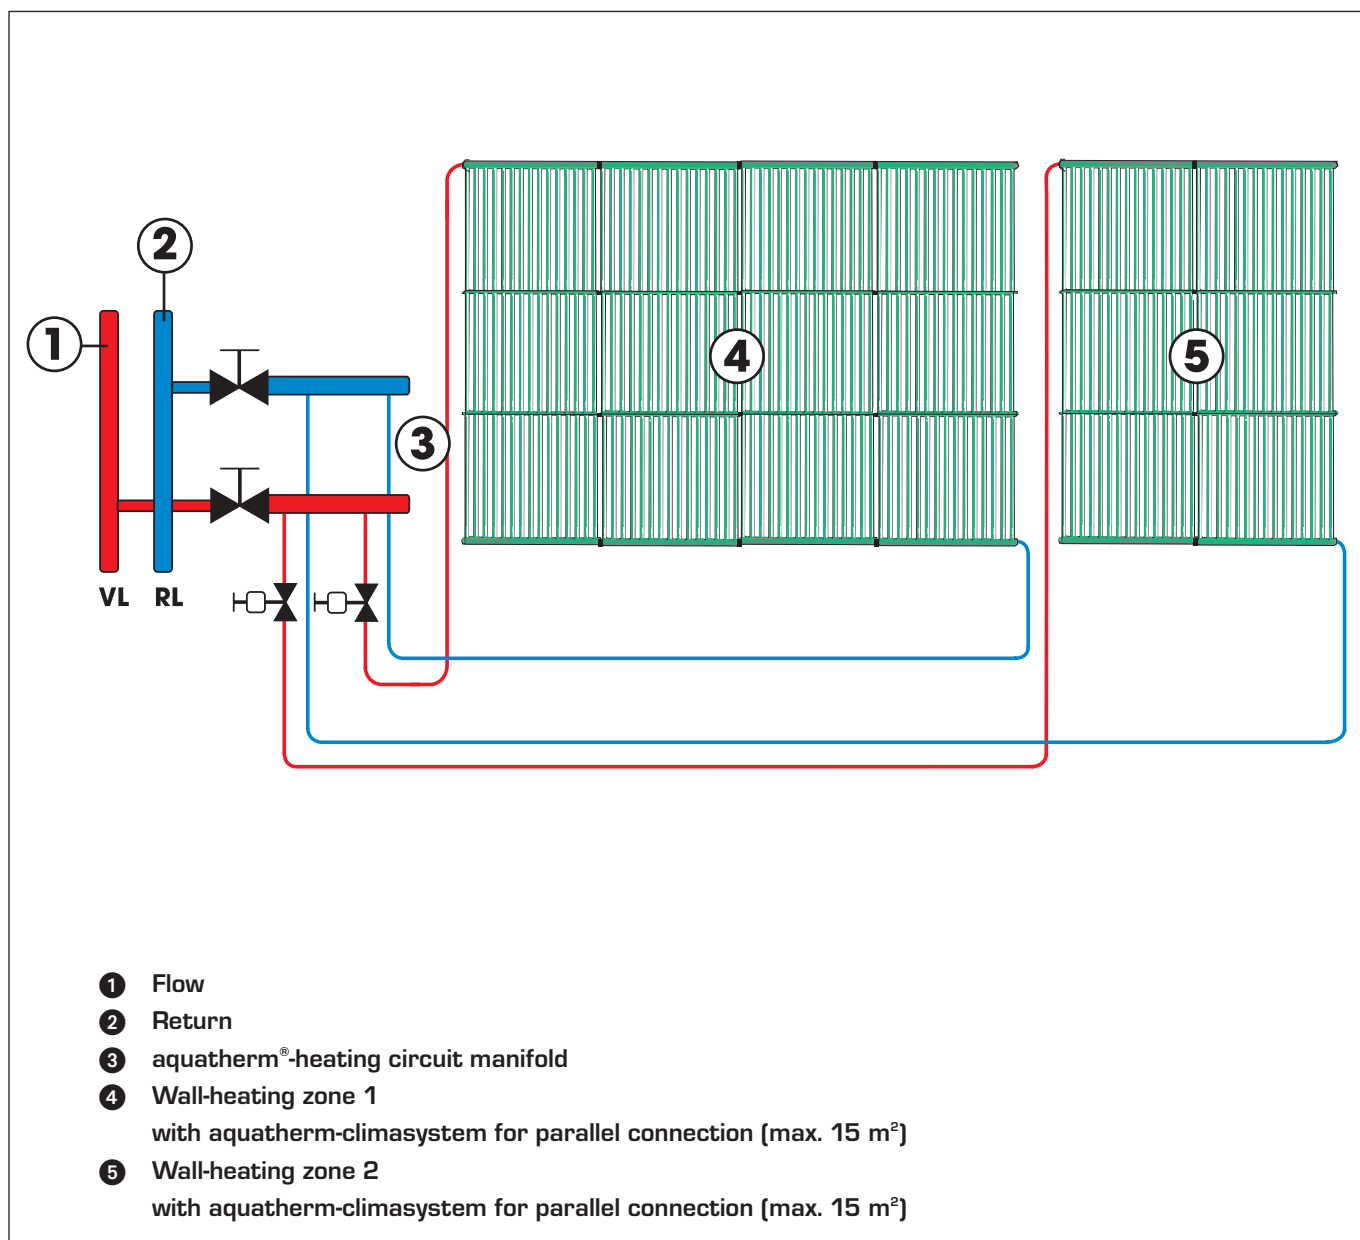 2
1
4
5
3
VL RL
1 Flow
2 Return
3 aquatherm®-heating circuit manifold
4 Wall-heating zone 1
with aquatherm-climasystem for parallel connection (max. 15 m²)
5 Wall-heating zone 2
with aquatherm-climasystem for parallel connection (max. 15 m²)